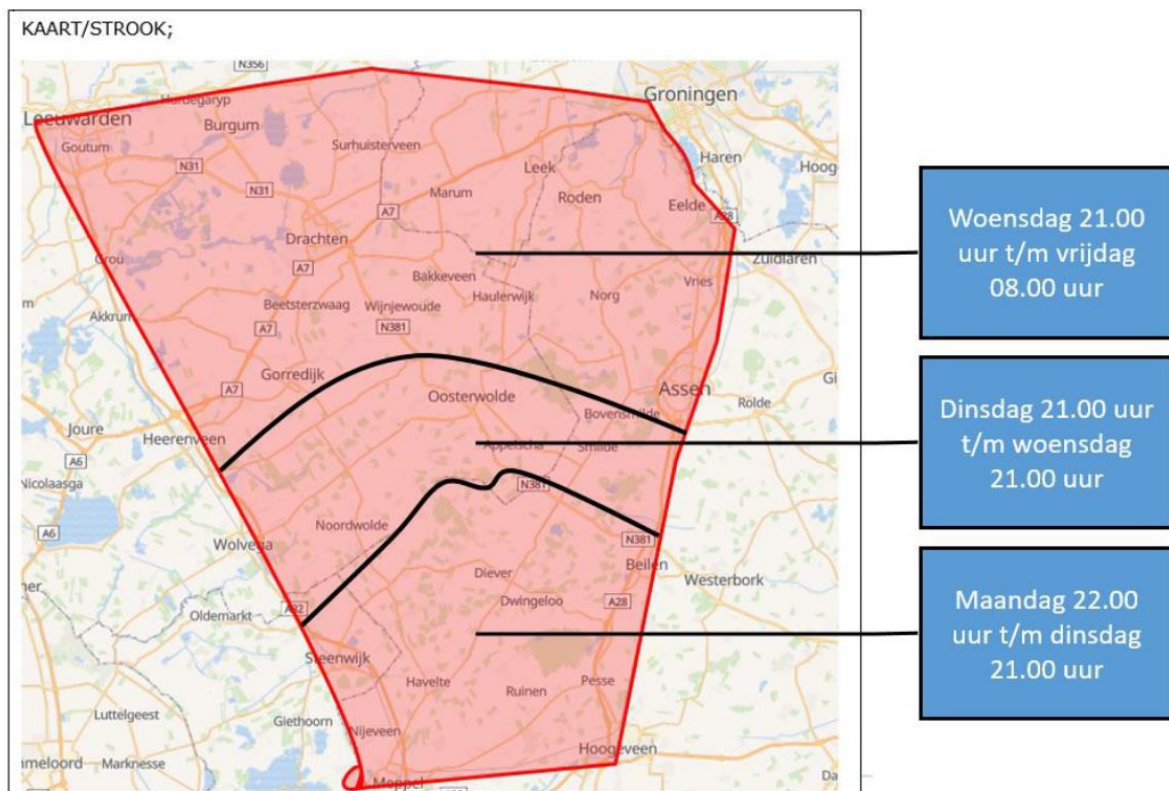 KAART/STROOK;
N356
Groningen
Hardegaryp
Leeuwarden
Burgum
Goutum
Surhuisterveen
Haren
Hoog
N31
Leek
N31
Marum
Roden
Eelde
A28
A7
Drachten
Zuidlaren
Grou
A7
Bakkeveen
Vries
Beetsterzwaag
Wijnjewoude
Haulerwijk
Norg
Akkrum
A7
N381
Gorredijk
A7
Oosterwolde
Assen
Gi
Rolde
Bovensmilde
Joure
Heerenveen
Appelscha
Smilde
A6
Nicolaasga
N381
Noordwolde
A6
Wolvega
N381
Beilen
Diever
Westerbork
ner
Dwingeloo
A28
Oldemarkt
A32
Steenwijk
Havelte
Ruinen
Pesse
Luttelgeest
Giethoorn
Nijeveen
Hoogeveen
mmeloord
Marknesse
Meppel
Da
Woensdag 21.00
uur t/m vrijdag
08.00 uur
Dinsdag 21.00 uur
t/m woensdag
21.00 uur
Maandag 22.00
uur t/m dinsdag
21.00 uur